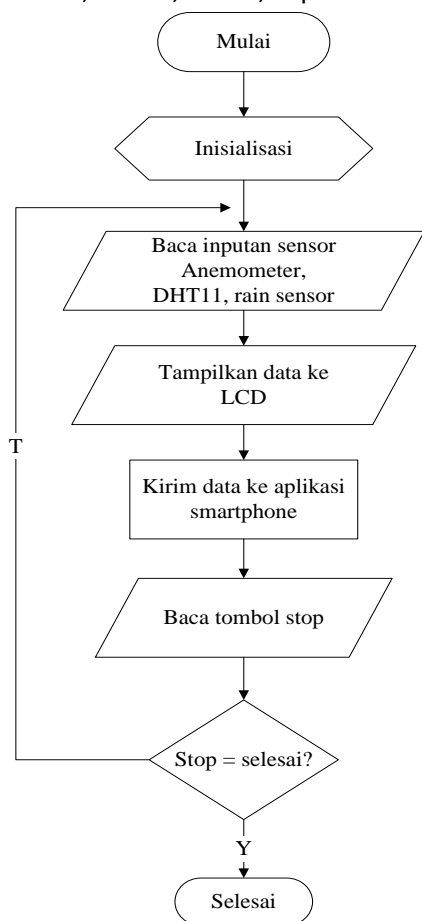 Mulai
Inisialisasi
Baca inputan sensor
Anemometer,
DHT11, rain sensor
Tampilkan data ke
LCD
T
Kirim data ke aplikasi
smartphone
Baca tombol stop
Stop = selesai?
Y
Selesai